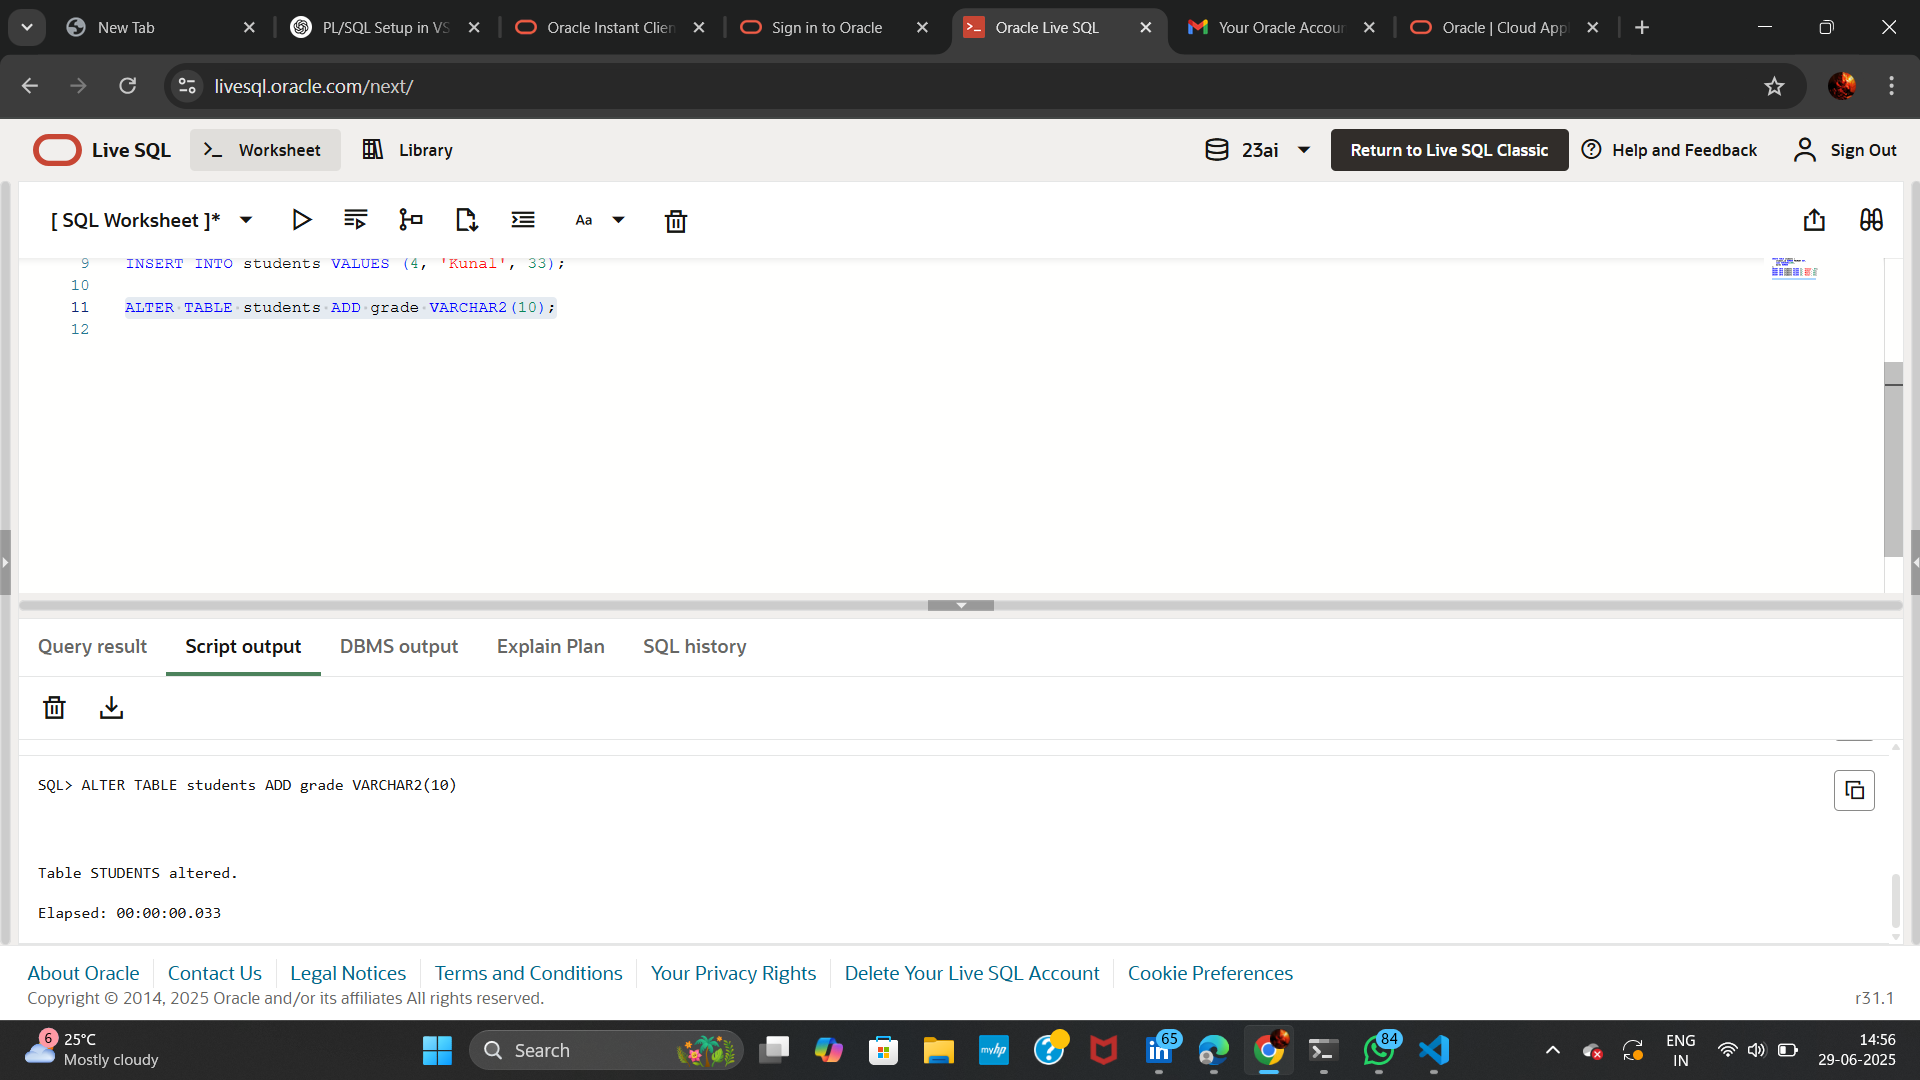 New Tab
PL/SQL Setup in VS
Oracle Instant Clien
Sign in to Oracle
Oracle Live SQL
Your Oracle Accour
Oracle | Cloud Appl
livesql.oracle.com/next/
Live SQL
>_ Worksheet
Library
23ai
Return to Live SQL Classic
Help and Feedback
Sign Out
[ SQL Worksheet ]*
Aa
9 INSERT INTO students VALUES (4, 'Kunal', 33);
10
11 ALTER TABLE students ADD grade VARCHAR2(10);
12
Query result
Script output
DBMS output
Explain Plan
SQL history
SQL> ALTER TABLE students ADD grade VARCHAR2(10)
Table STUDENTS altered.
Elapsed: 00:00:00.033
About Oracle
Contact Us
Legal Notices
Terms and Conditions
Your Privacy Rights
Delete Your Live SQL Account
Cookie Preferences
Copyright © 2014, 2025 Oracle and/or its affiliates All rights reserved.
r31.1
6
25°C
Mostly cloudy
Search
myhp
65
84
ENG
IN
14:56
29-06-2025